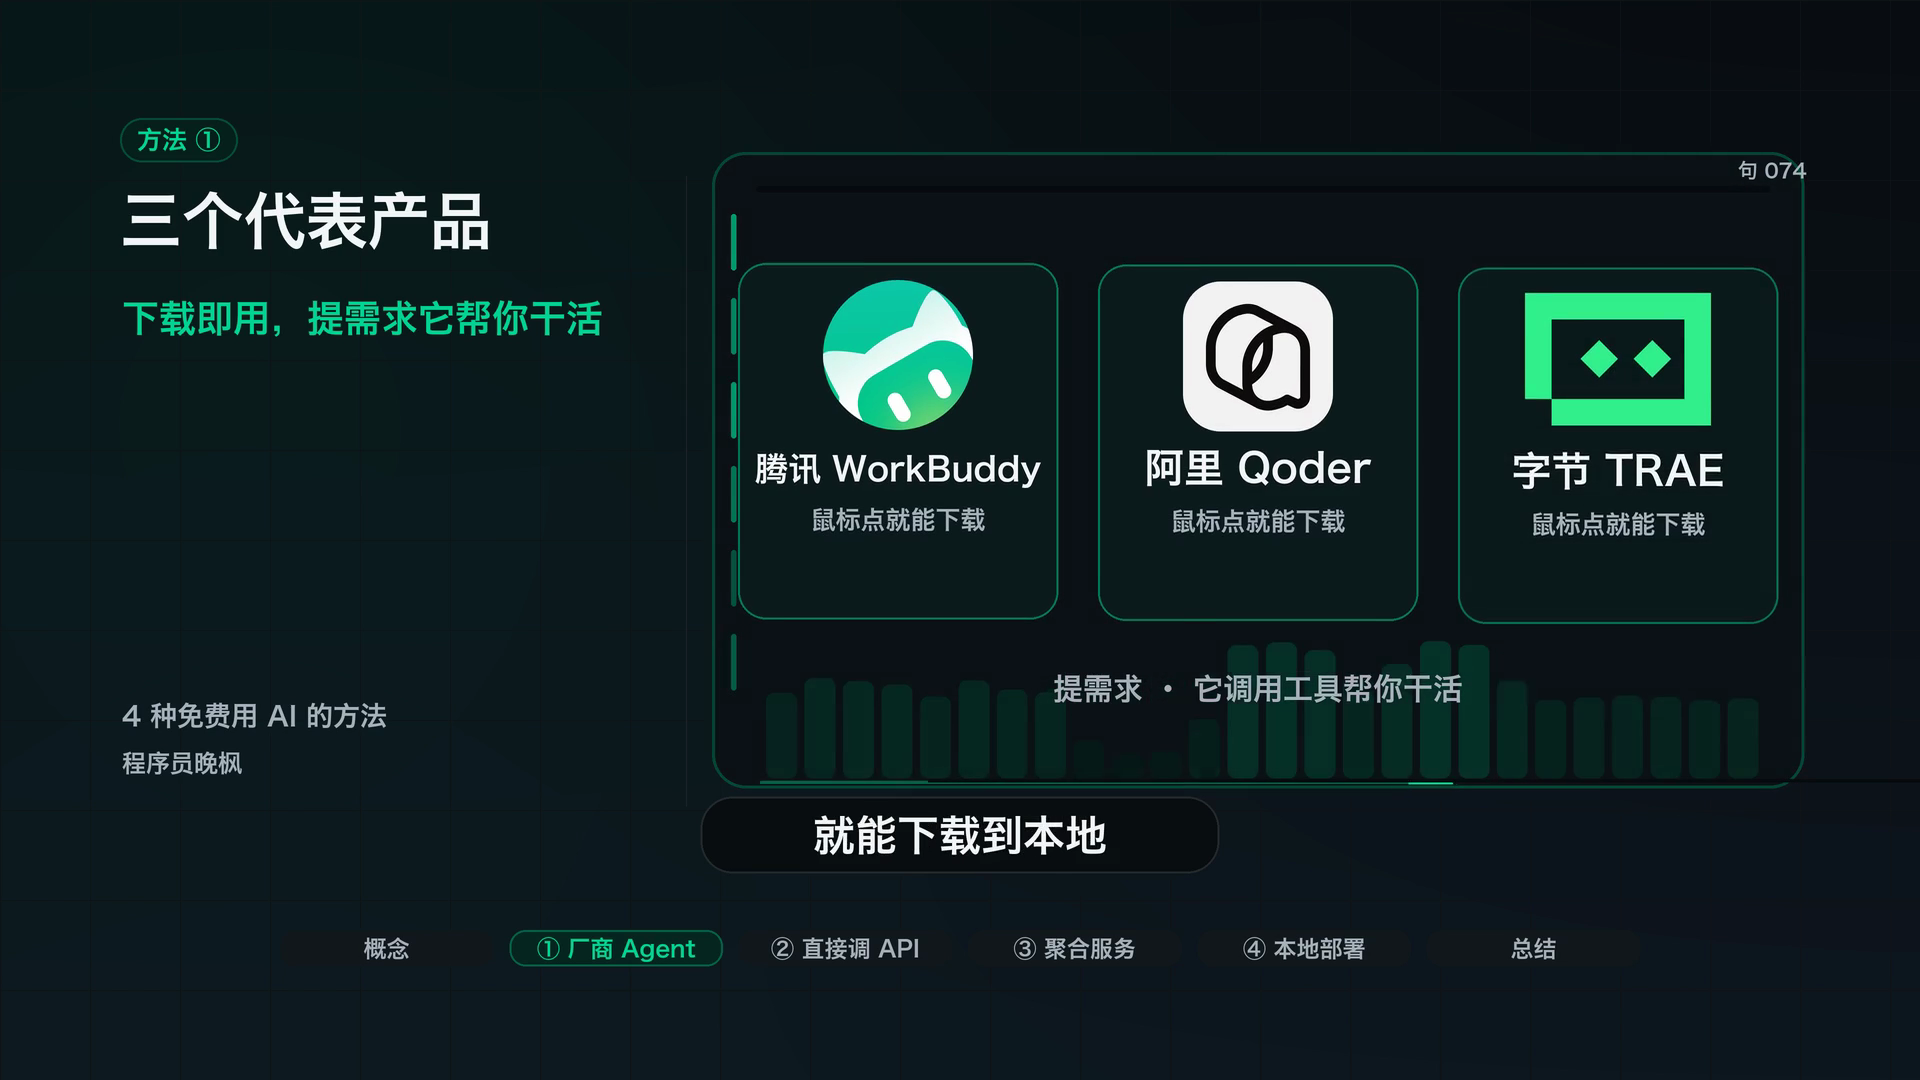 方法 ①
三个代表产品
下载即用，提需求它帮你干活
4 种免费用 AI 的方法
程序员晚枫
句 074
腾讯 WorkBuddy
鼠标点就能下载
阿里 Qoder
鼠标点就能下载
字节 TRAE
鼠标点就能下载
提需求 · 它调用工具帮你干活
就能下载到本地
概念
① 厂商 Agent
② 直接调 API
③ 聚合服务
④ 本地部署
总结